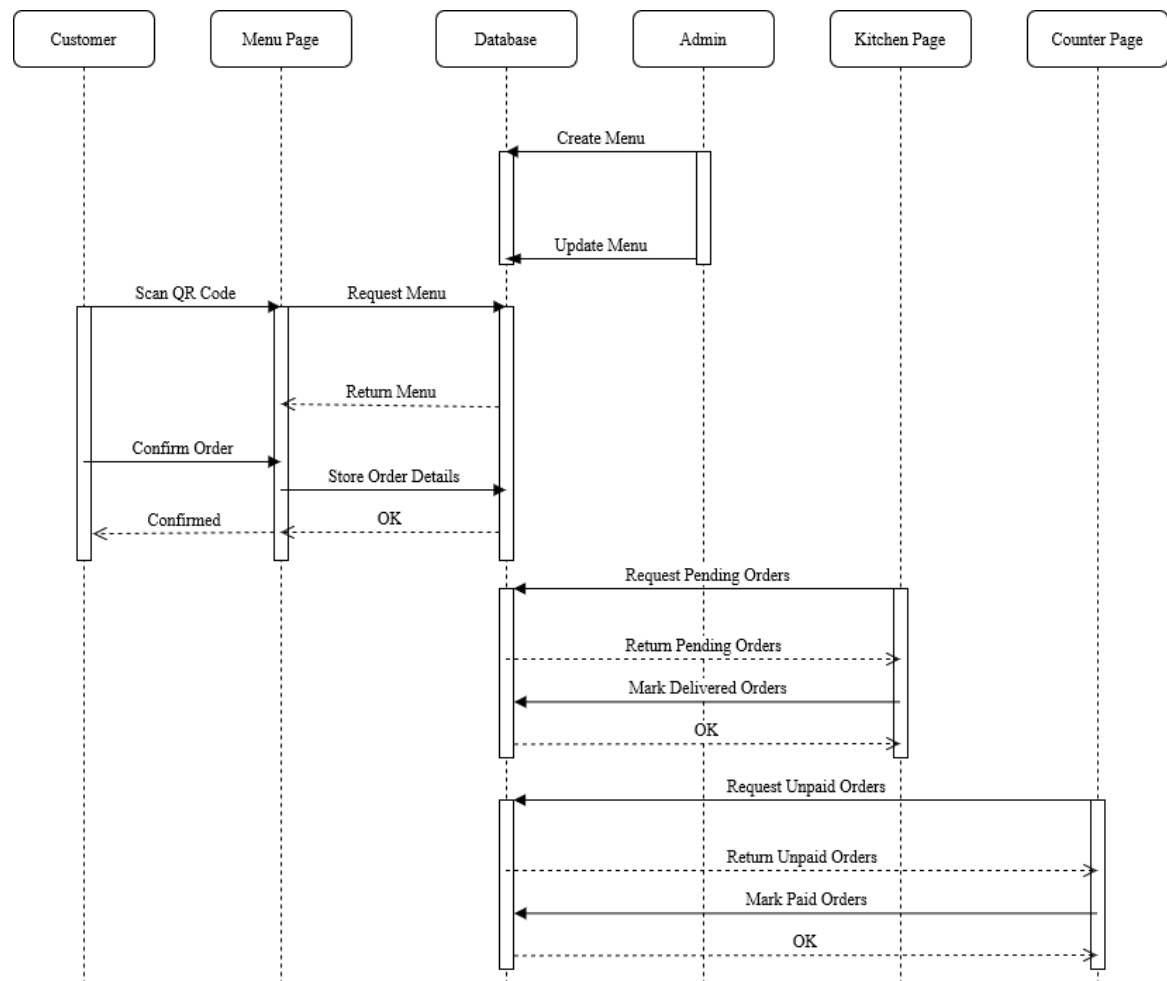 Customer
Menu Page
Database
Admin
Kitchen Page
Counter Page
Create Menu
Update Menu
Scan QR Code
Request Menu
Return Menu
Confirm Order
Store Order Details
Confirmed
OK
Request Pending Orders
Return Pending Orders
Mark Delivered Orders
OK
Request Unpaid Orders
Return Unpaid Orders
Mark Paid Orders
OK